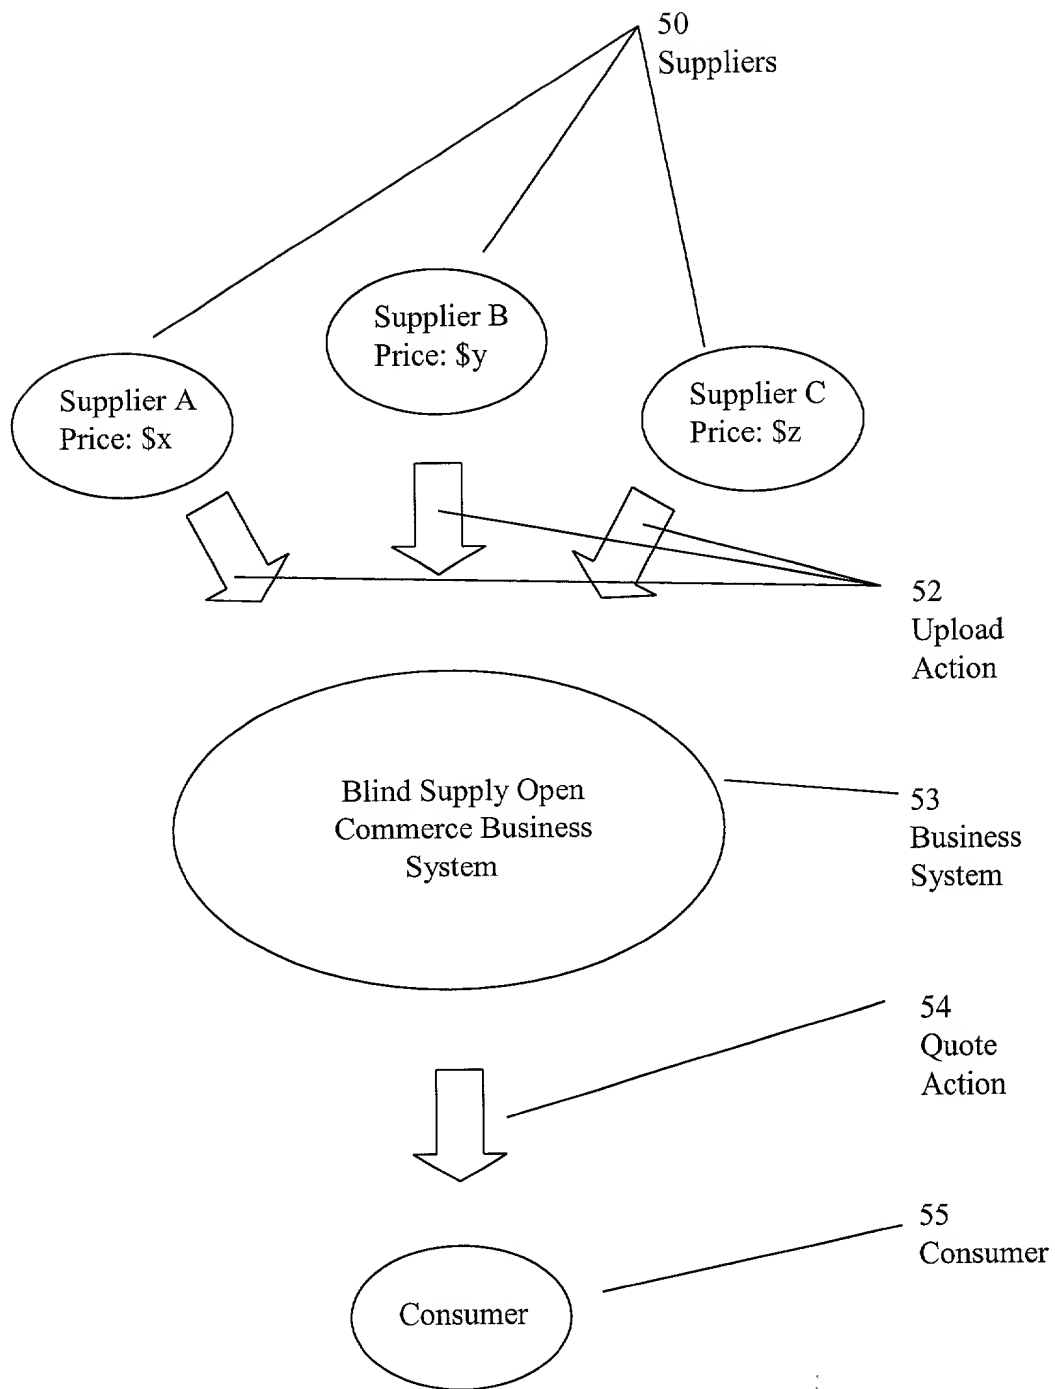 50
Suppliers
Supplier B
Price: $y
Supplier A
Price: $x
Supplier C
Price: $z
52
Upload
Action
Blind Supply Open
Commerce Business
System
53
Business
System
54
Quote
Action
55
Consumer
Consumer